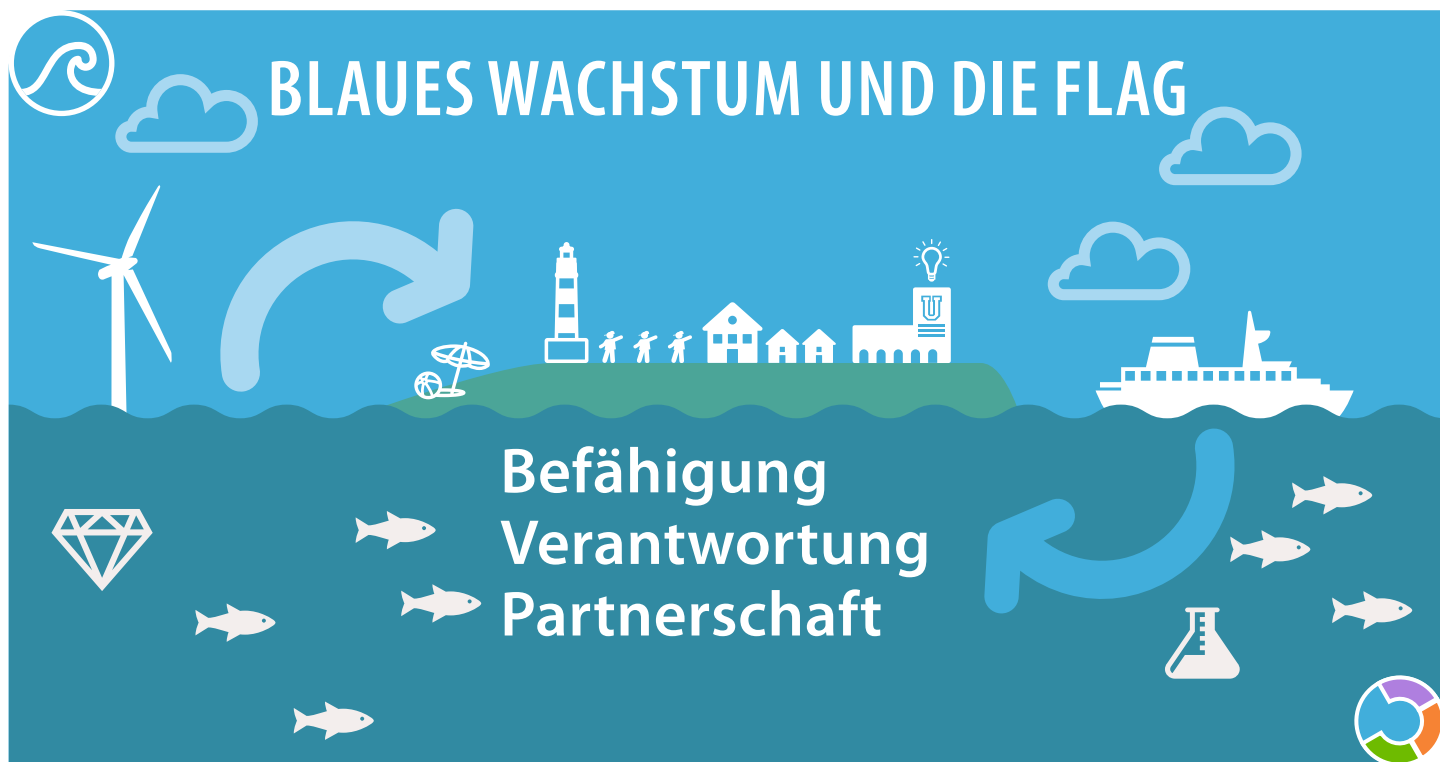 BLAUES WACHSTUM UND DIE FLAG
U
Befähigung
Verantwortung
Partnerschaft